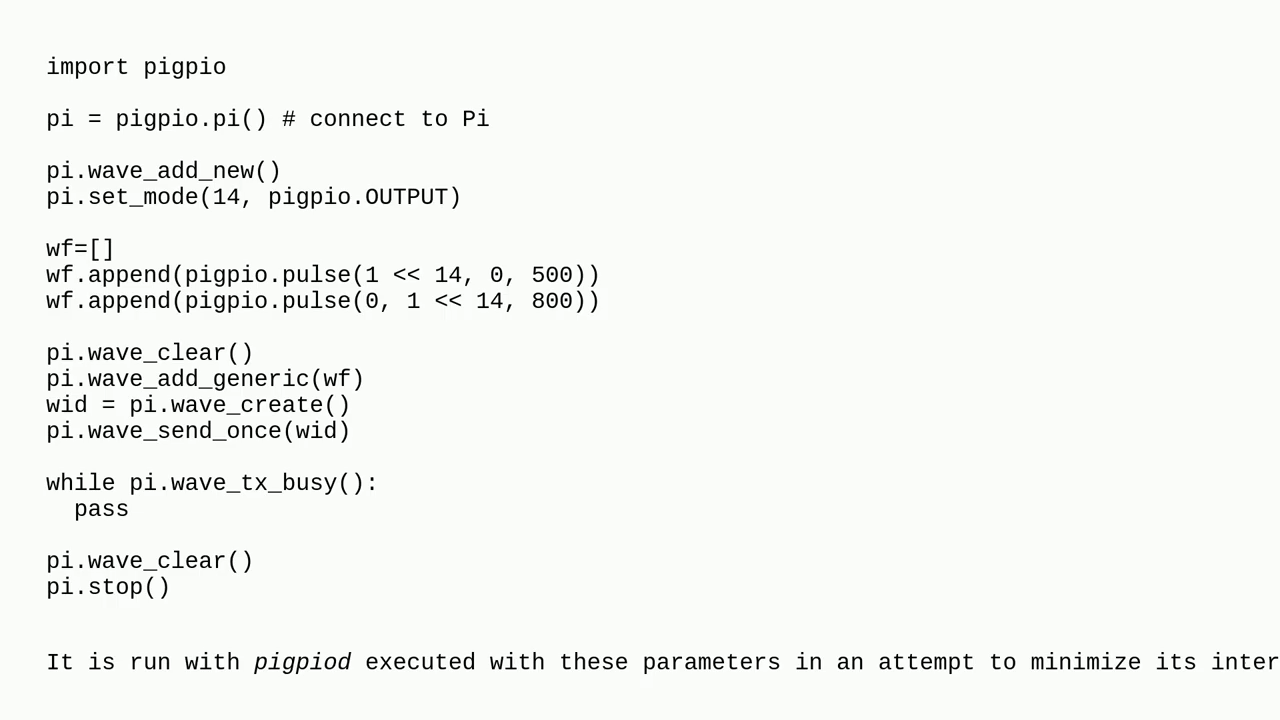 import pigpio
pi = pigpio.pi() # connect to Pi
pi.wave_add_new()
pi.set_mode(14, pigpio.OUTPUT)
wf=[]
wf.append(pigpio.pulse(1 << 14, 0, 500))
wf.append(pigpio.pulse(0, 1 << 14, 800))
pi.wave_clear()
pi.wave_add_generic(wf)
wid = pi.wave_create()
pi.wave_send_once(wid)
while pi.wave_tx_busy():
  pass
pi.wave_clear()
pi.stop()
It is run with pigpiod executed with these parameters in an attempt to minimize its inter